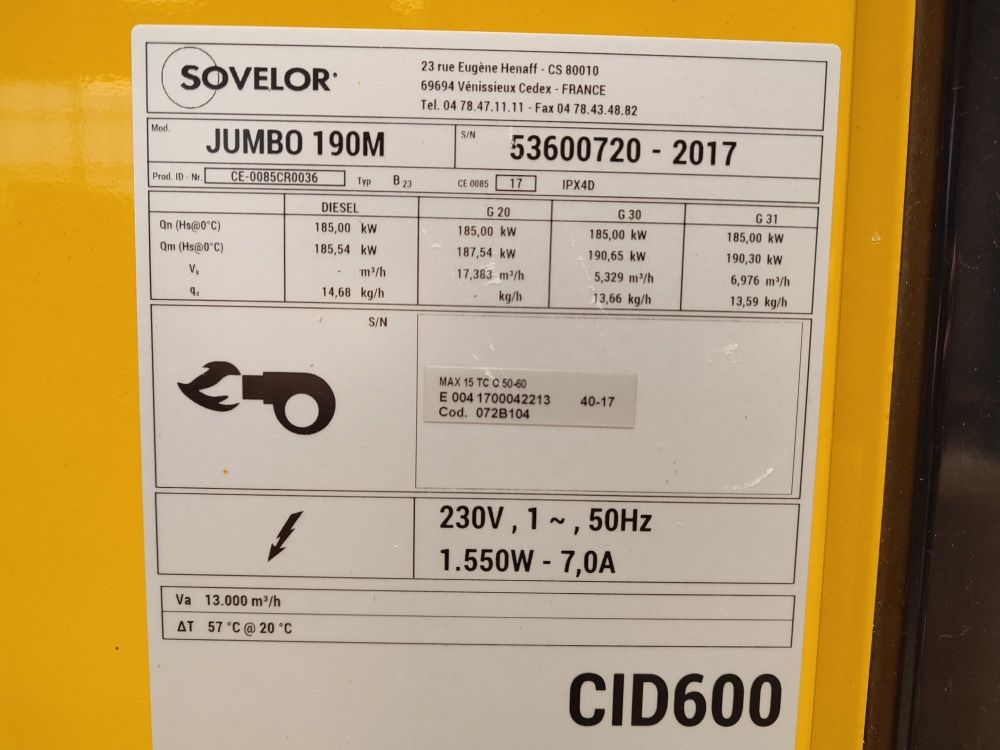 SOVELOR
23 rue Eugène Henaff - CS 80010
69694 Vénissieux Cedex - FRANCE
Tel. 04 78.47.11.11 - Fax 04 78.43.48.82
Mod. JUMBO 190M S/N 53600720 - 2017
Prod. ID - Nr. CE-0085CR0036 Typ B 23 CE 0085 17 IPX4D
DIESEL G 20 G 30 G 31
Qn (Hs@0°C) 185,00 kW 185,00 kW 185,00 kW 185,00 kW
Qm (Hs@0°C) 185,54 kW 187,54 kW 190,65 kW 190,30 kW
- m³/h 17,383 m³/h 5,329 m³/h 6,976 m³/h
qd 14,68 kg/h - kg/h 13,66 kg/h 13,59 kg/h
S/N
MAX 15 TC 50-60
E 004 1700042213 40-17
Cod. 072B104
230V , 1 ~ , 50Hz
1.550W - 7,0A
Va 13.000 m³/h
ΔT 57 °C @ 20 °C
CID600